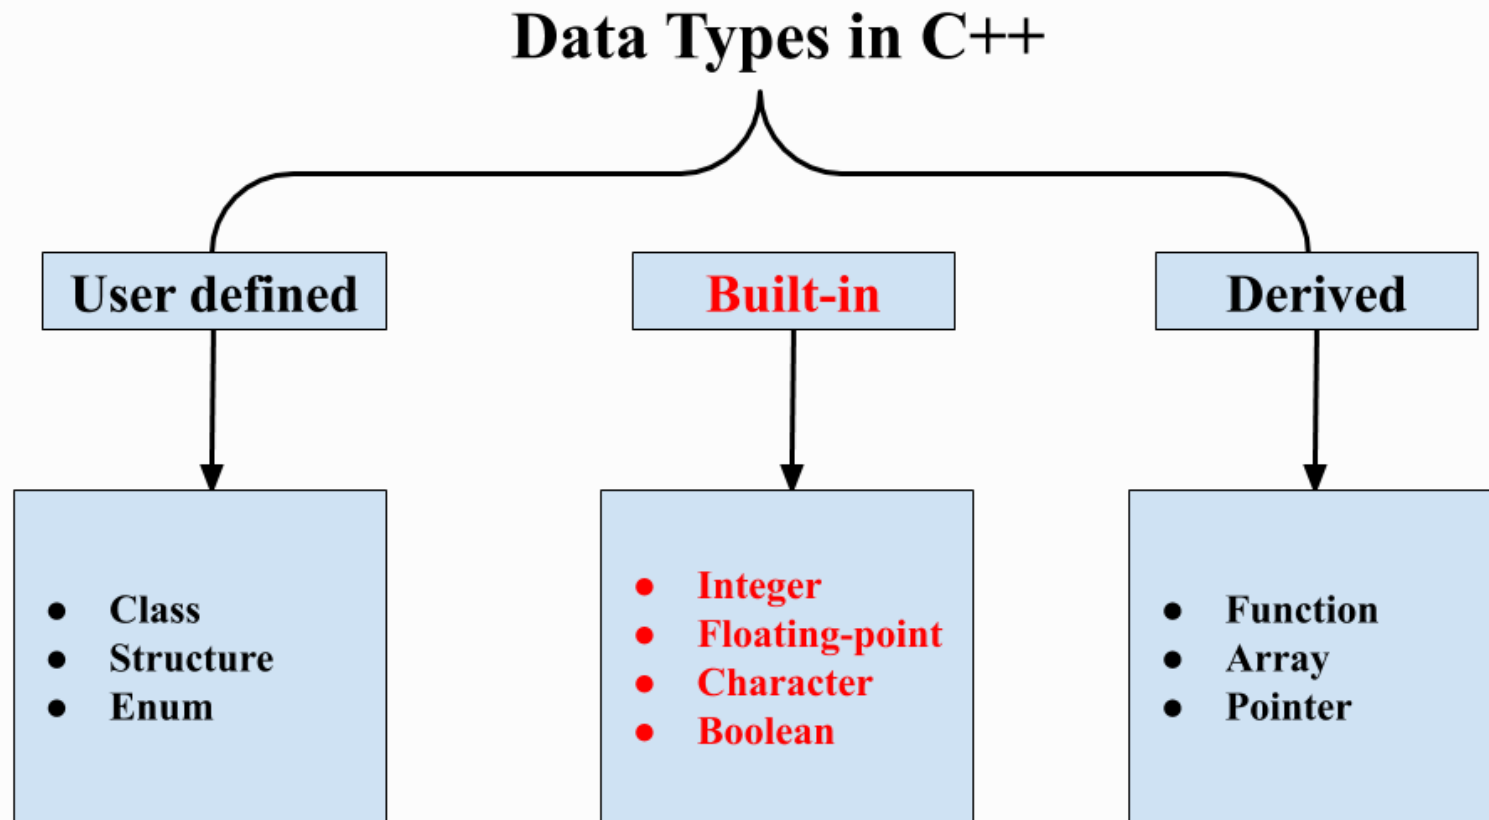 Data Types in C++
User defined
Built-in
Derived
● Class
● Structure
● Enum
● Integer
● Floating-point
● Character
● Boolean
● Function
● Array
● Pointer